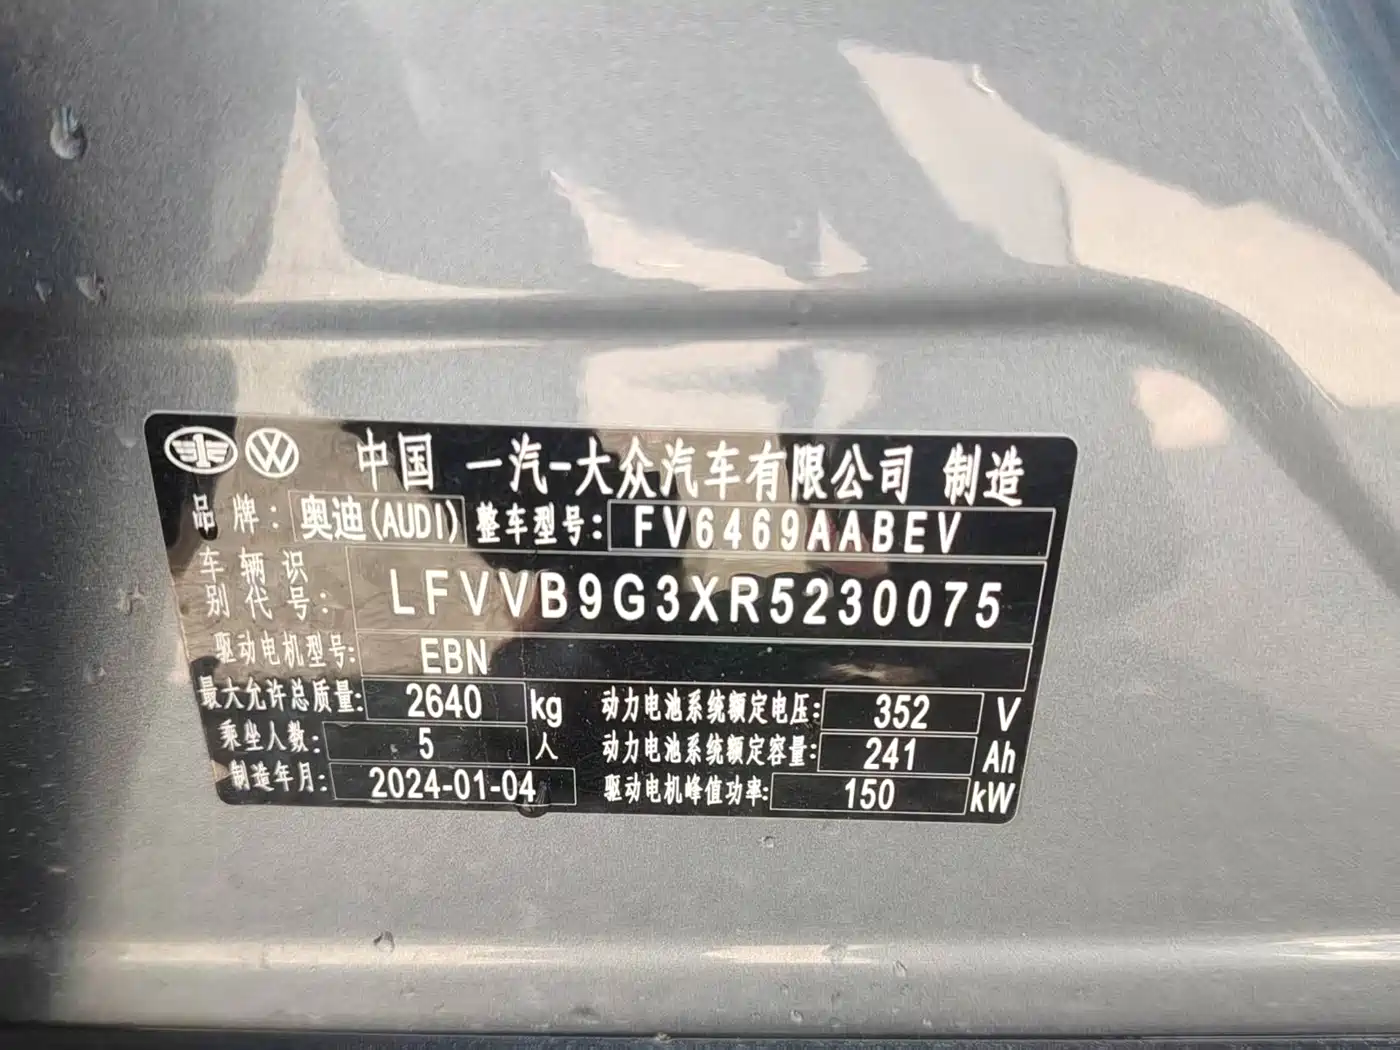 中国 一汽-大众汽车有限公司 制造
品牌: 奥迪(AUDI) 整车型号: FV6469AABEV
车辆识别代号: LFVVB9G3XR5230075
驱动电机型号: EBN
最大允许总质量: 2640 kg 动力电池系统额定电压: 352 V
乘坐人数: 5 人 动力电池系统额定容量: 241 Ah
制造年月: 2024-01-04 驱动电机峰值功率: 150 kW